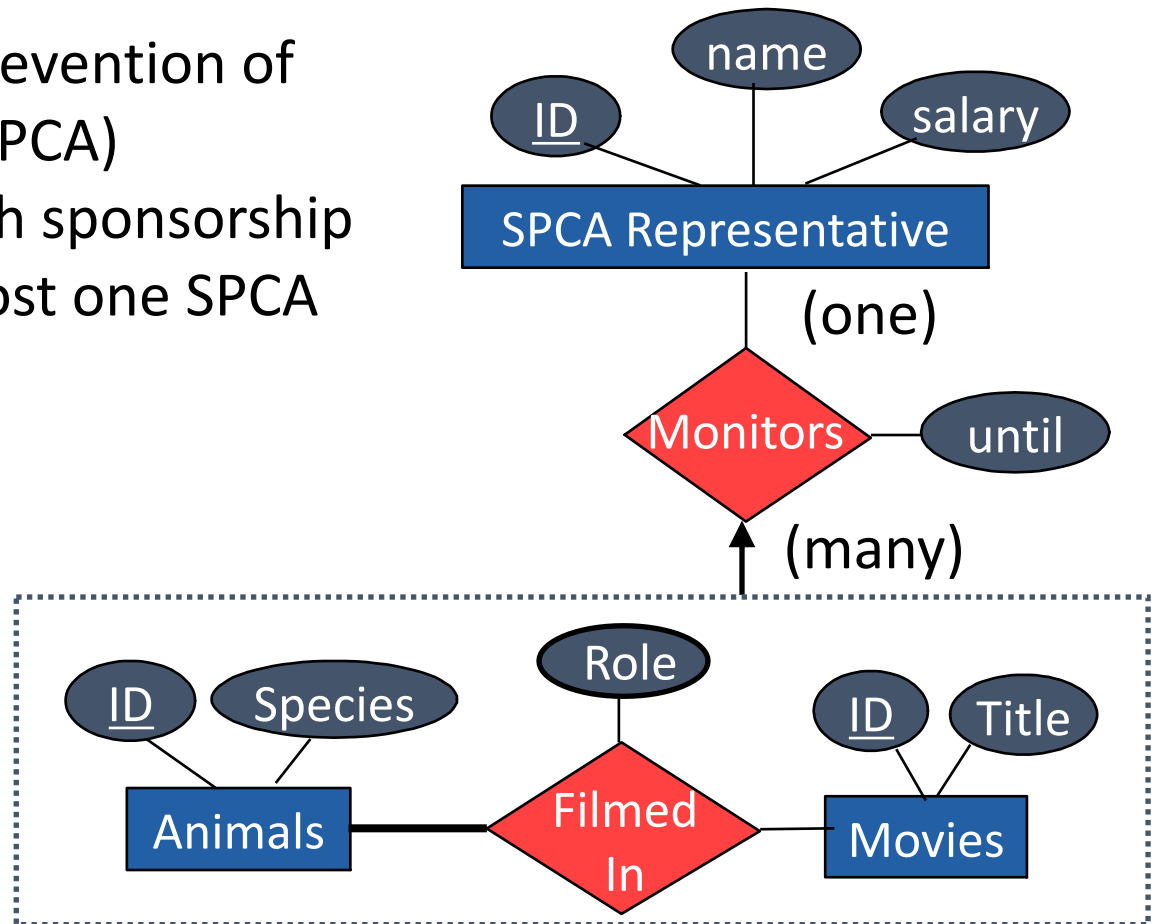 evention of
PCA)
h sponsorship
ost one SPCA
name
ID
salary
SPCA Representative
(one)
Monitors
until
(many)
Role
ID
Species
ID
Title
Animals
Filmed
In
Movies